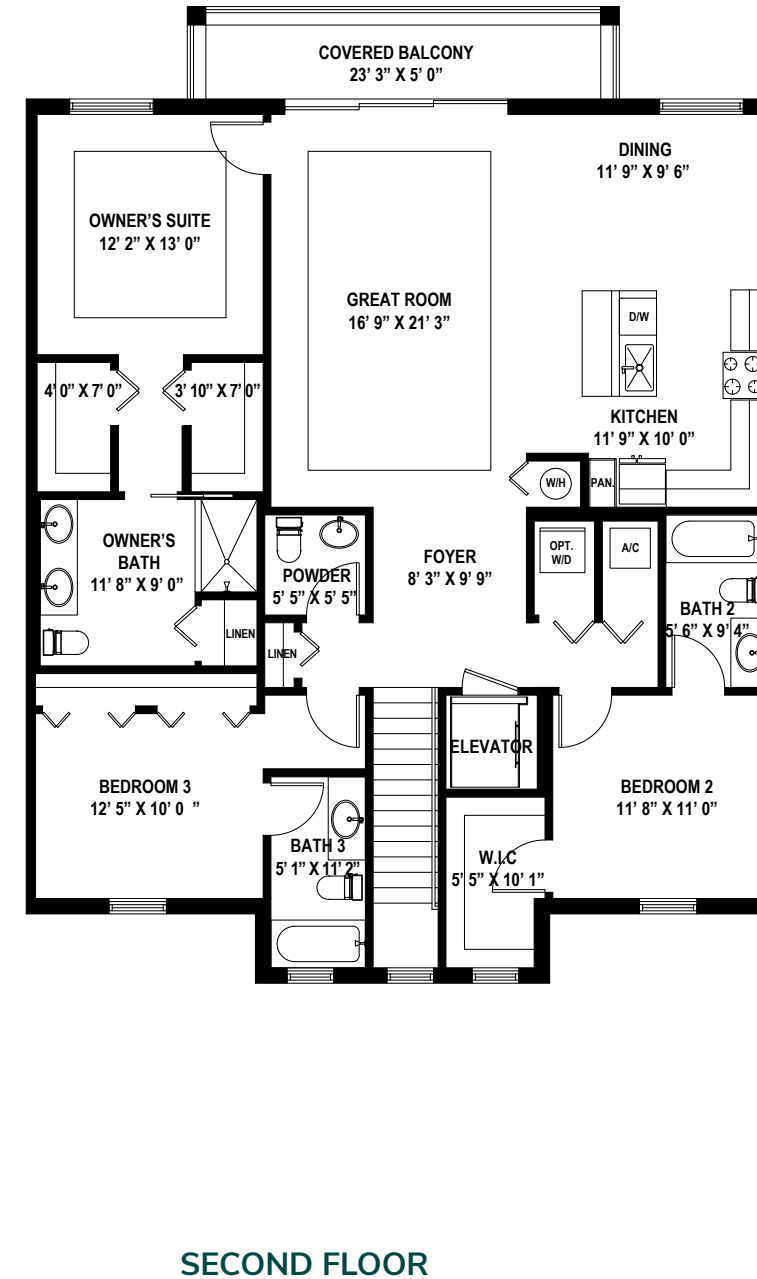 COVERED BALCONY
23’ 3” X 5’ 0”
DINING
11’ 9” X 9’ 6”
OWNER’S SUITE
12’ 2” X 13’ 0”
GREAT ROOM
16’ 9” X 21’ 3”
D/W
4’ 0” X 7’ 0”
3’ 10” X 7’ 0”
KITCHEN
11’ 9” X 10’ 0”
W/H
PAN.
OWNER’S
BATH
11’ 8” X 9’ 0”
POWDER
5’ 5” X 5’ 5”
FOYER
8’ 3” X 9’ 9”
OPT.
W/D
A/C
BATH 2
5’ 6” X 9’ 4”
LINEN
LINEN
ELEVATOR
BEDROOM 3
12’ 5” X 10’ 0 ”
BEDROOM 2
11’ 8” X 11’ 0”
BATH 3
5’ 1” X 11’ 2”
W.I.C
5’ 5” X 10’ 1”
SECOND FLOOR